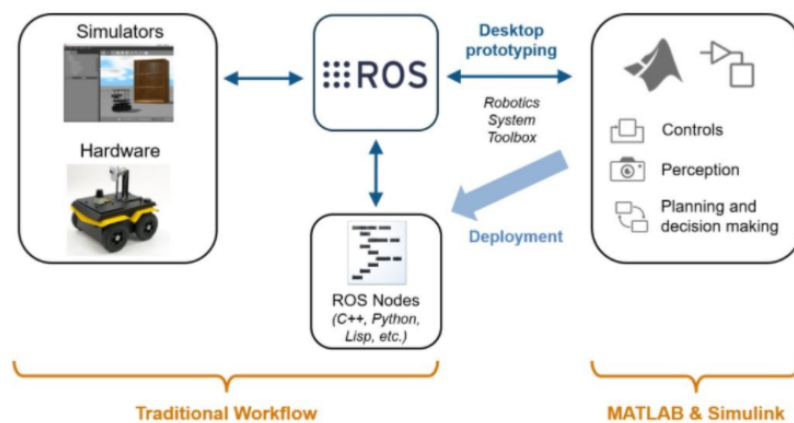 Simulators
Hardware
ROS
Desktop
prototyping
Robotics
System
Toolbox
Deployment
ROS Nodes
(C++, Python,
Lisp, etc.)
Controls
Perception
Planning and
decision making
Traditional Workflow
MATLAB & Simulink